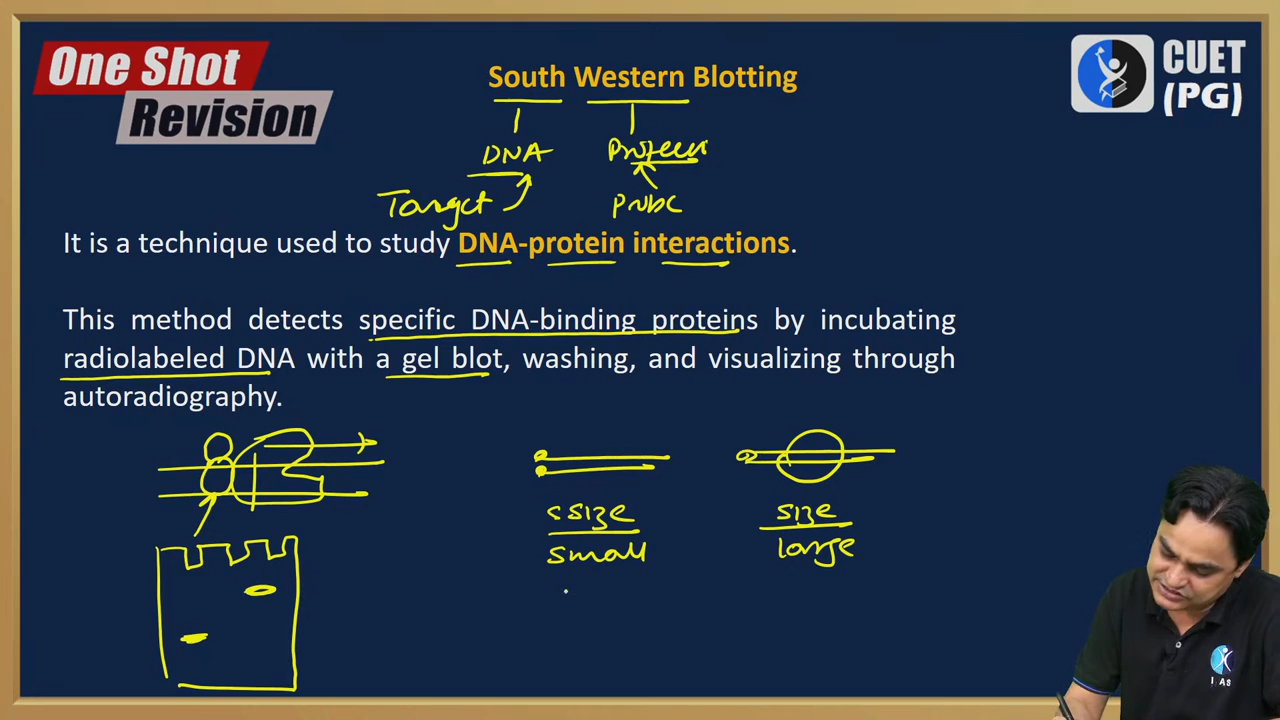 One Shot
Revision
CUET
(PG)
South Western Blotting
DNA Protein
Target Probe
It is a technique used to study DNA-protein interactions.
This method detects specific DNA-binding proteins by incubating
radiolabeled DNA with a gel blot, washing, and visualizing through
autoradiography.
size size
small large